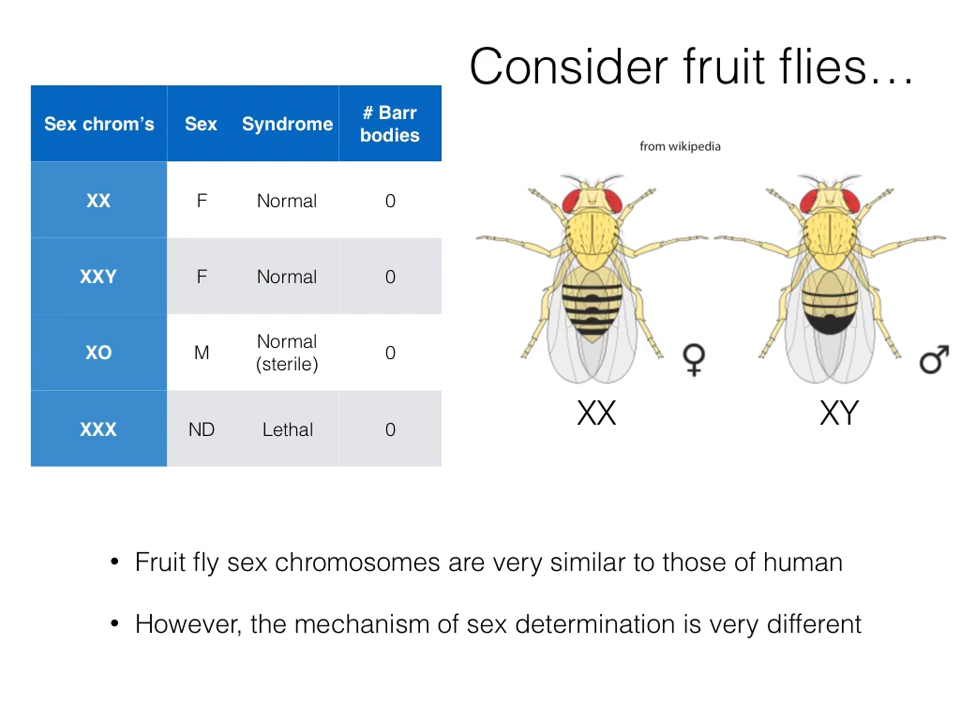 Consider fruit flies…
Sex chrom’s Sex Syndrome # Barr bodies
XX F Normal 0
XXY F Normal 0
XO M Normal (sterile) 0
XXX ND Lethal 0
from wikipedia
♀ ♂
XX XY
• Fruit fly sex chromosomes are very similar to those of human
• However, the mechanism of sex determination is very different